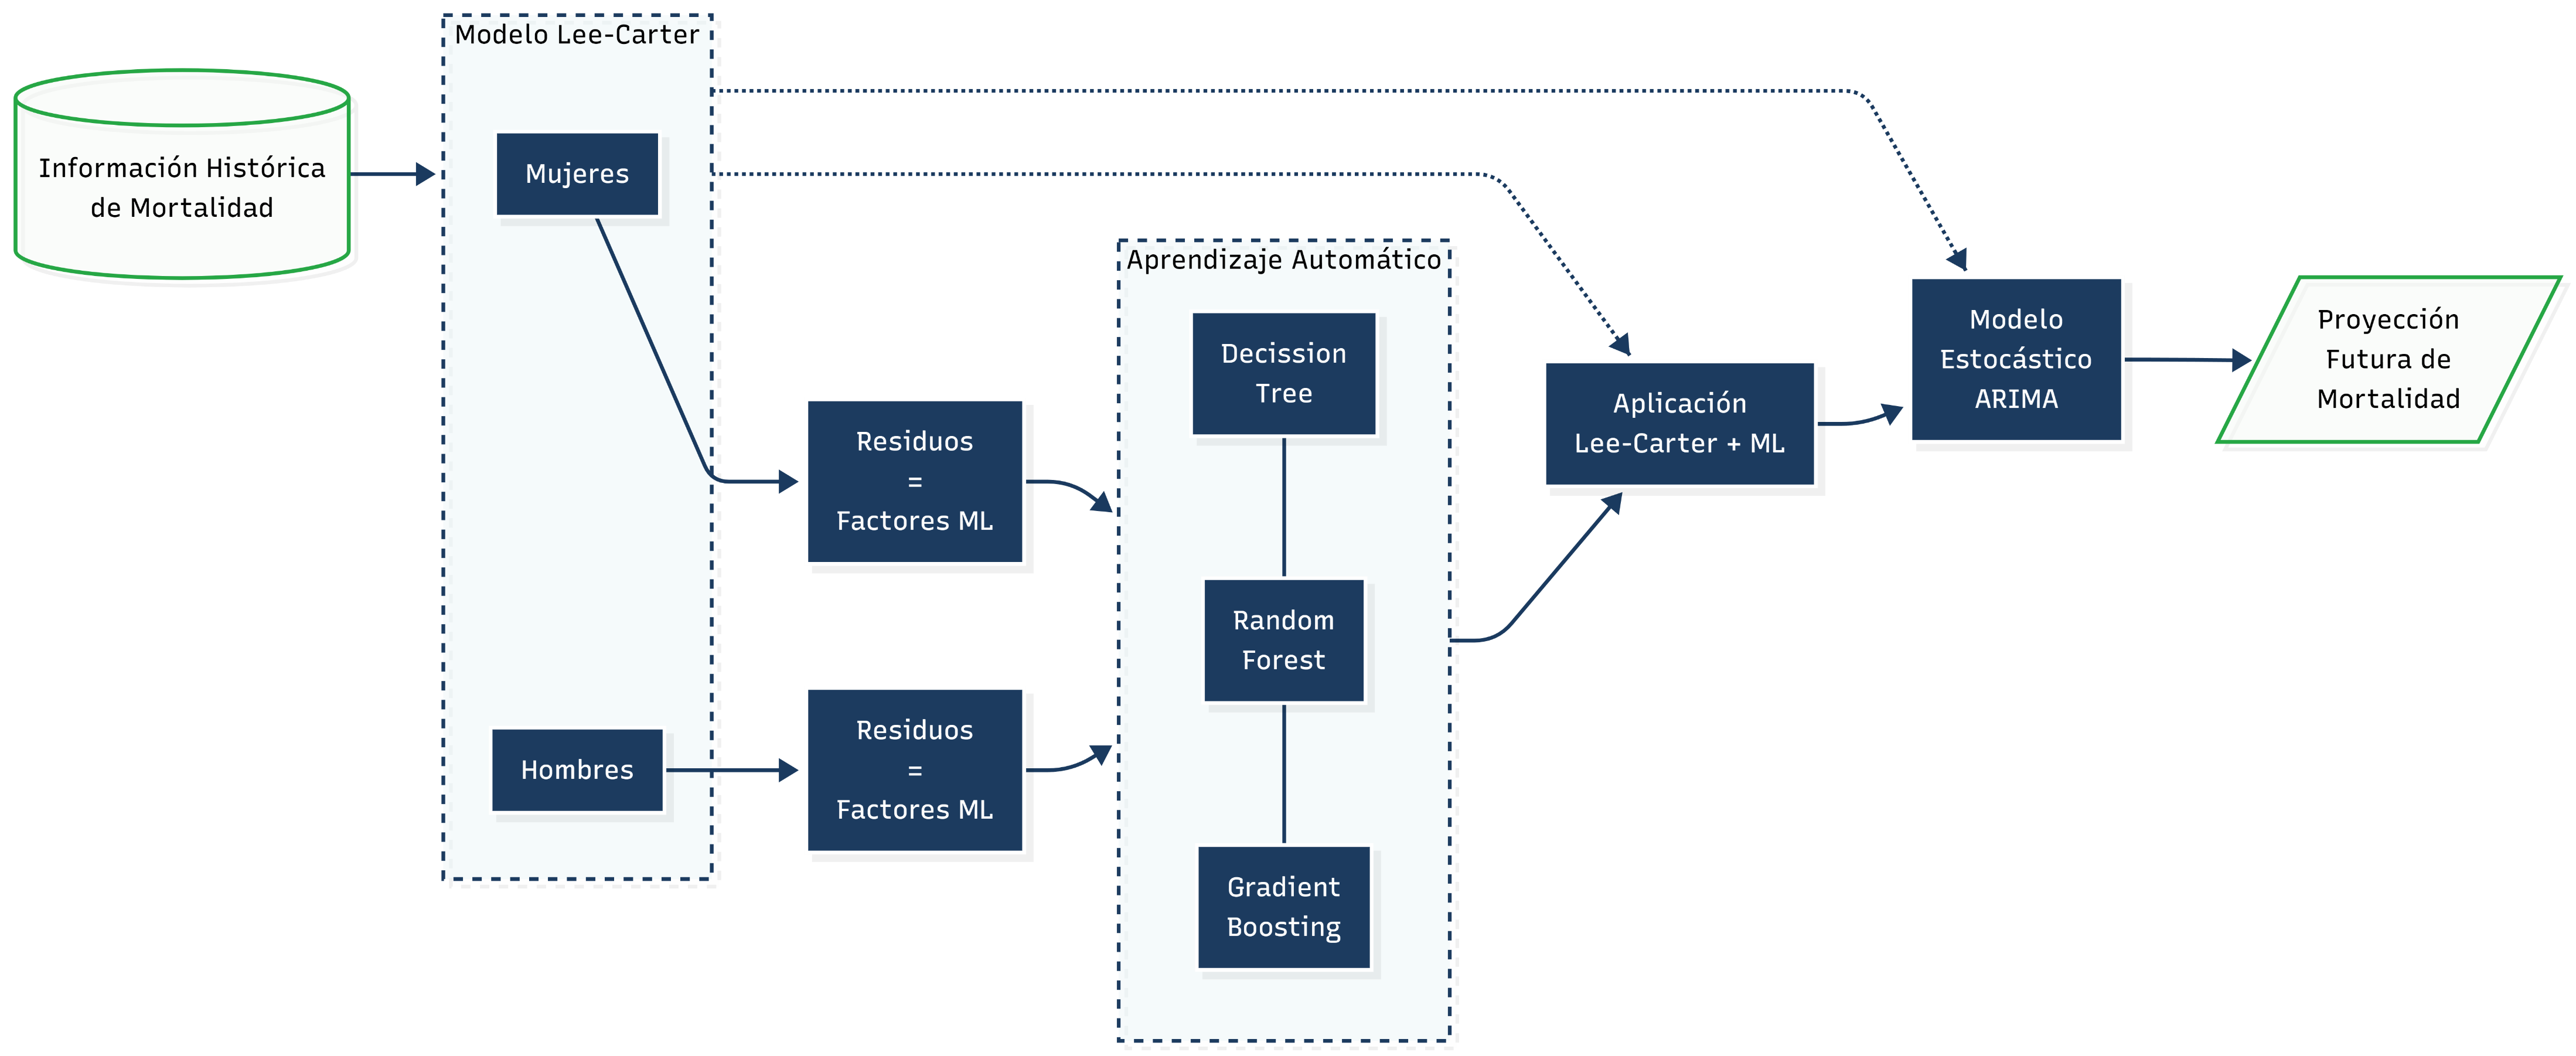 Modelo Lee-Carter
Información Histórica
de Mortalidad
Mujeres
Hombres
Residuos
=
Factores ML
Residuos
=
Factores ML
Aprendizaje Automático
Decission
Tree
Random
Forest
Gradient
Boosting
Aplicación
Lee-Carter + ML
Modelo
Estocástico
ARIMA
Proyección
Futura de
Mortalidad